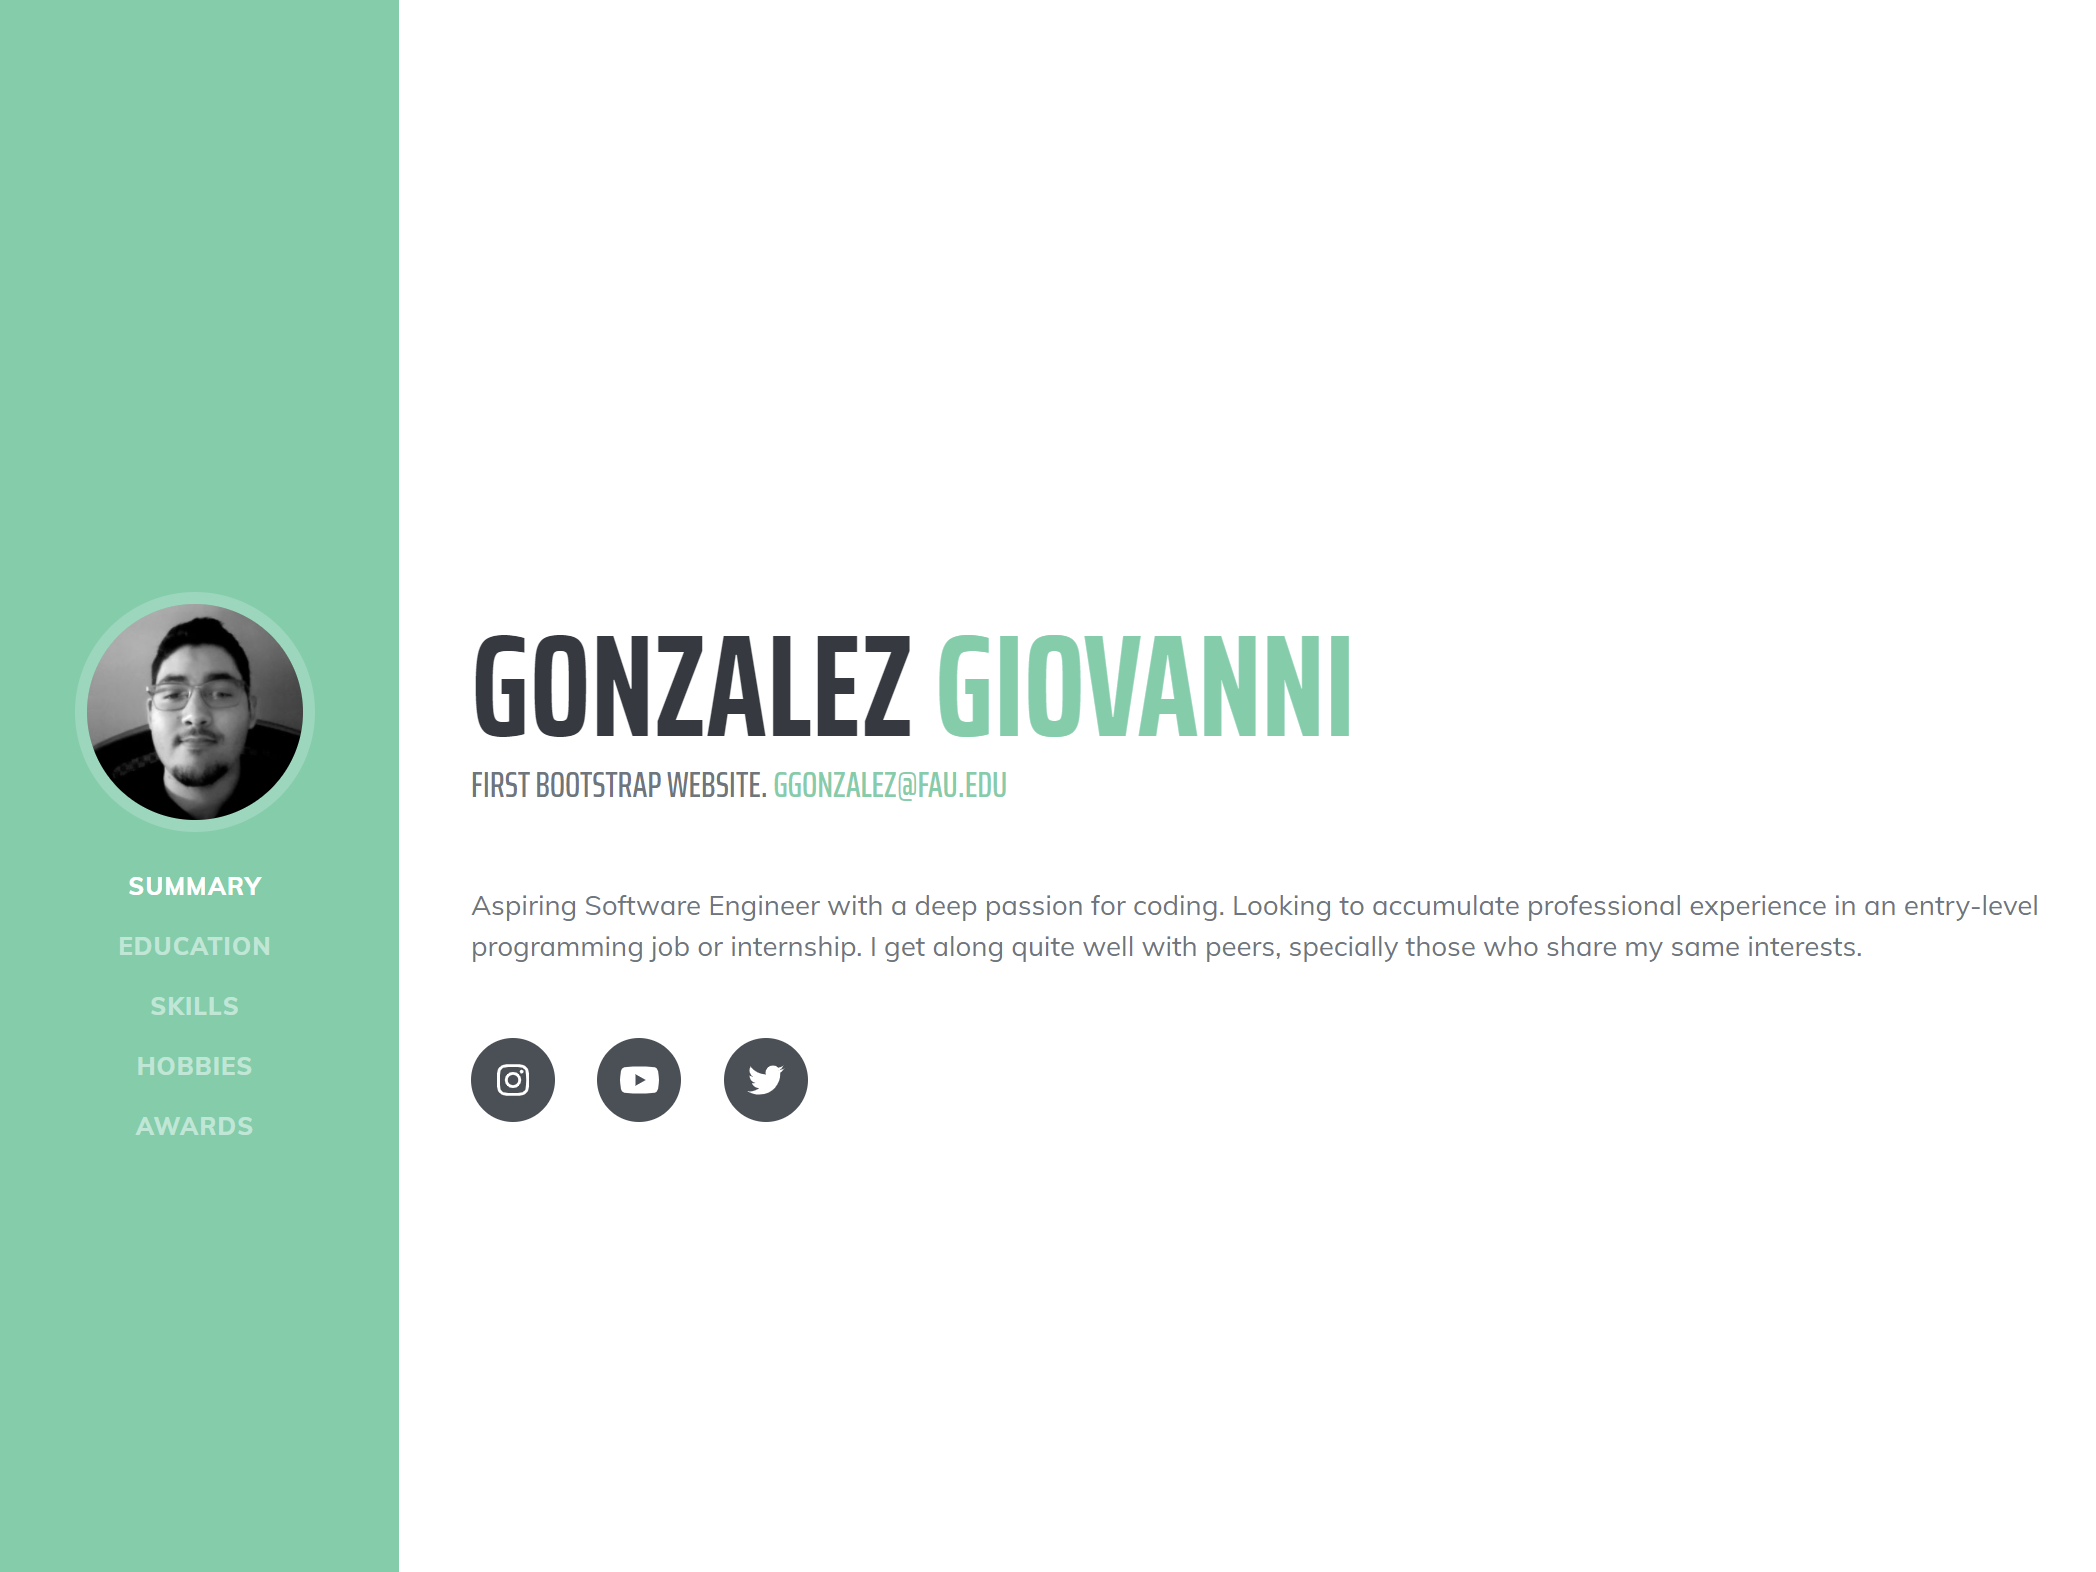 SUMMARY
EDUCATION
SKILLS
HOBBIES
AWARDS
GONZALEZ GIOVANNI
FIRST BOOTSTRAP WEBSITE. GGONZALEZ@FAU.EDU
Aspiring Software Engineer with a deep passion for coding. Looking to accumulate professional experience in an entry-level
programming job or internship. I get along quite well with peers, specially those who share my same interests.